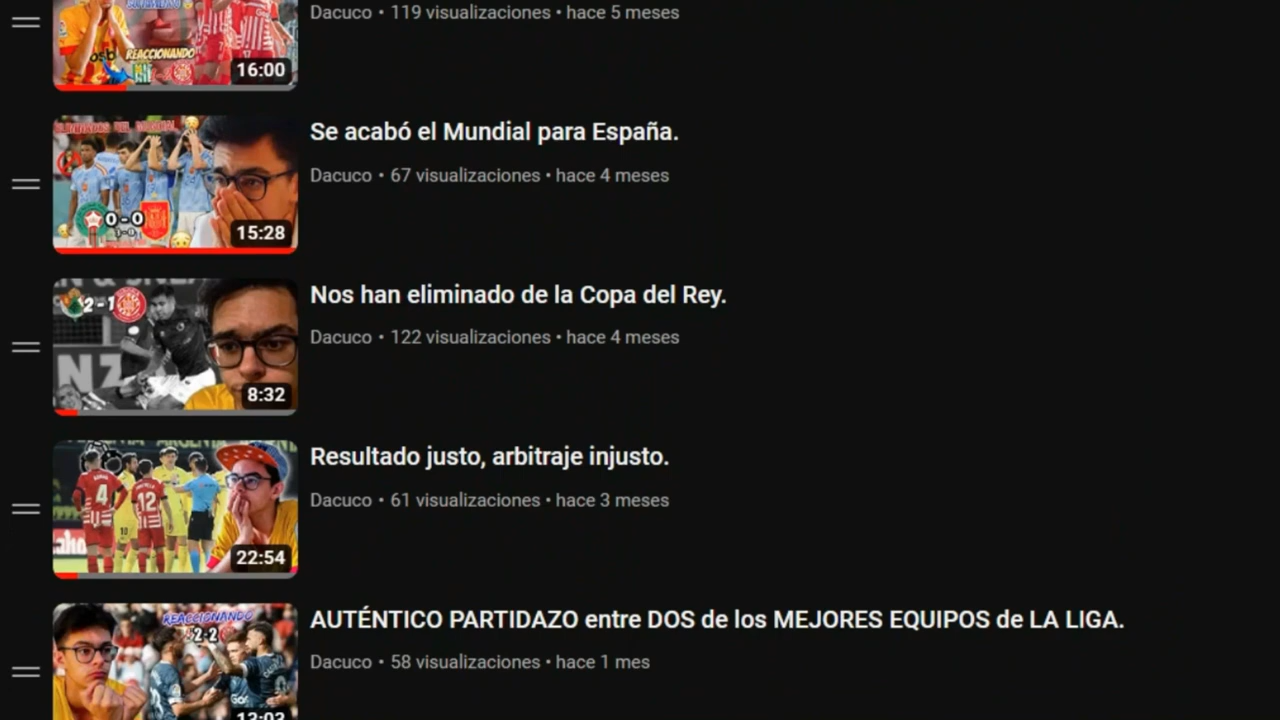 Dacuco • 119 visualizaciones • hace 5 meses
REACCIONANDO
16:00
Se acabó el Mundial para España.
Dacuco • 67 visualizaciones • hace 4 meses
0-0
15:28
Nos han eliminado de la Copa del Rey.
Dacuco • 122 visualizaciones • hace 4 meses
2-1
8:32
Resultado justo, arbitraje injusto.
Dacuco • 61 visualizaciones • hace 3 meses
4
12
10
22:54
AUTÉNTICO PARTIDAZO entre DOS de los MEJORES EQUIPOS de LA LIGA.
Dacuco • 58 visualizaciones • hace 1 mes
REACCIONANDO
2-2
13:03